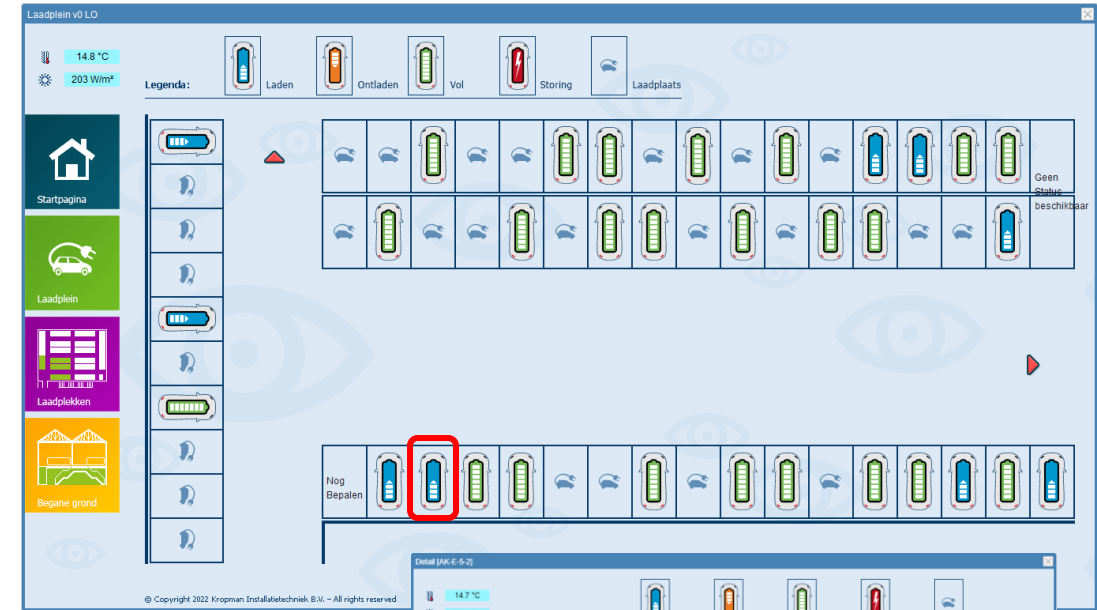 Laadplein v0 LO
14.8 °C
203 W/m²
Legenda:
Laden
Ontladen
Vol
Storing
Laadplaats
Startpagina
Laadplein
Laadplekken
Begane grond
Geen
Status
beschikbaar
Nog
Bepalen
© Copyright 2022 Kropman Installatietechniek B.V. - All rights reserved
Detail [AK-E-5-2]
14.7 °C